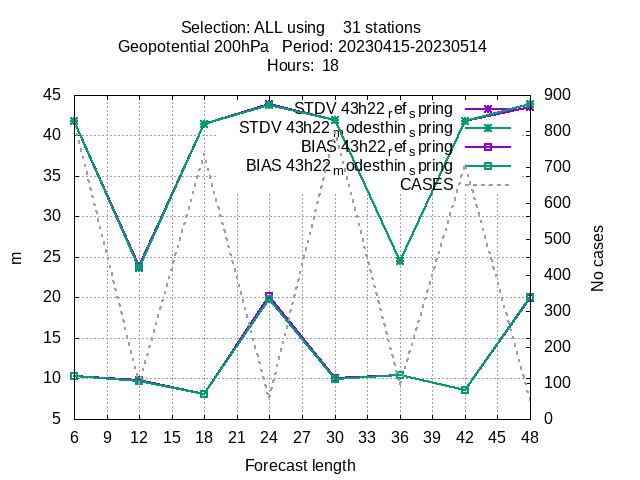 Selection: ALL using    31 stations
Geopotential 200hPa   Period: 20230415-20230514
Hours:  18
STDV 43h22_ref_spring
STDV 43h22_modesthin_spring
BIAS 43h22_ref_spring
BIAS 43h22_modesthin_spring
CASES
45
40
35
30
25
20
15
10
5
m
900
800
700
600
500
400
300
200
100
0
No cases
6 9 12 15 18 21 24 27 30 33 36 39 42 45 48
Forecast length